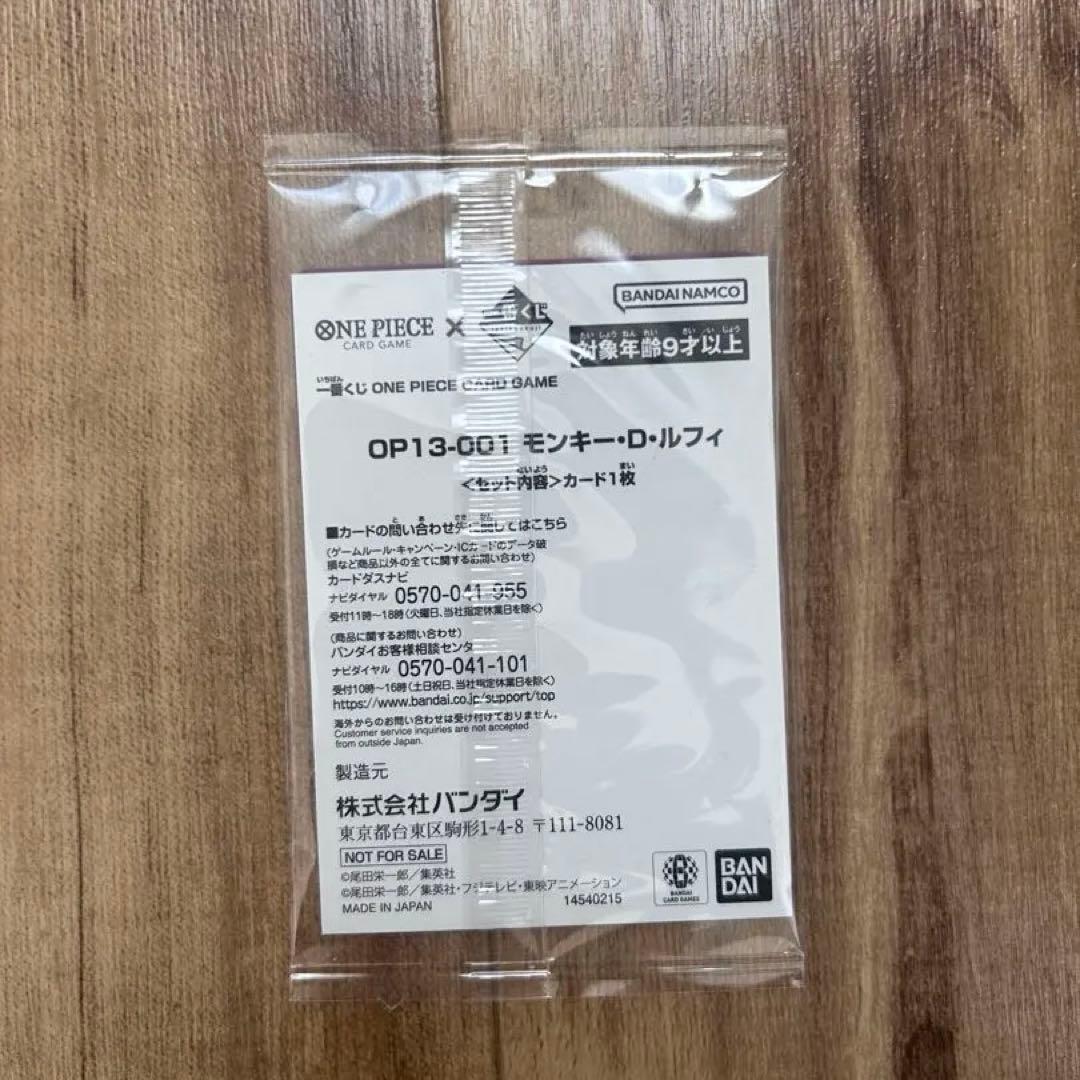 BANDAI NAMCO
ONE PIECE CARD GAME × 一番くじ
対象年齢9才以上
一番くじ ONE PIECE CARD GAME
OP13-001 モンキー・D・ルフィ
<セット内容>カード1枚
■カードの問い合わせ先に関してはこちら
(ゲームルール・キャンペーン・ICカードのデータ破
損など商品以外の全てに関するお問い合わせ)
カードダスナビ
ナビダイヤル 0570-041-955
受付11時~18時(火曜日、当社指定休業日を除く)
(商品に関するお問い合わせ)
バンダイお客様相談センタ
ナビダイヤル 0570-041-101
受付10時~16時(土日祝日、当社指定休業日を除く)
https://www.bandai.co.jp/support/top
海外からのお問い合わせは受け付けておりません。
Customer service inquiries are not accepted
from outside Japan.
製造元
株式会社バンダイ
東京都台東区駒形1-4-8 〒111-8081
NOT FOR SALE
©尾田栄一郎/集英社
©尾田栄一郎/集英社・フジテレビ・東映アニメーション
MADE IN JAPAN
14540215
BANDAI
CARD GAMES
BAN
DAI